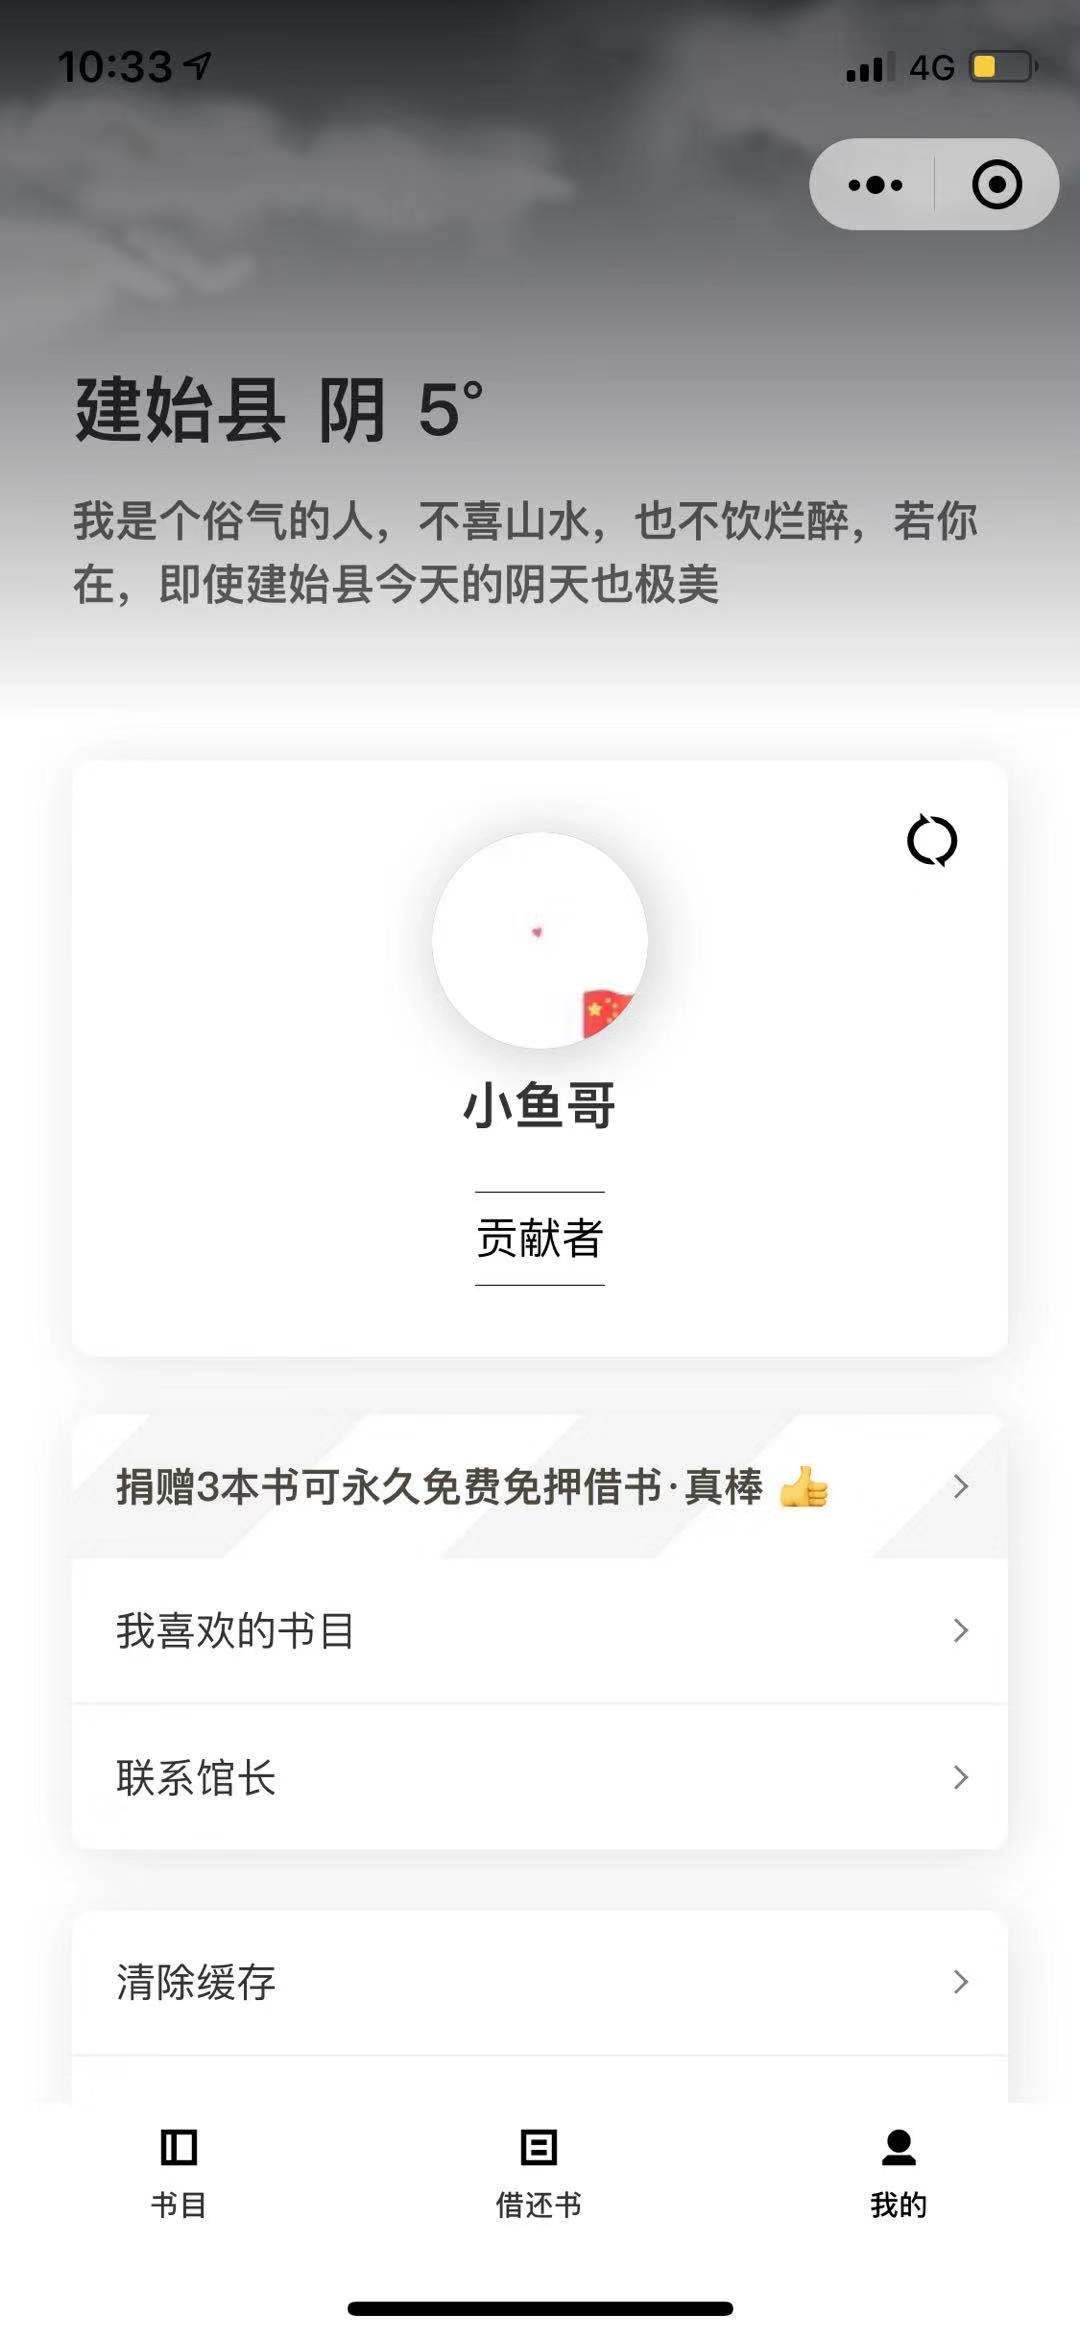 10:33
4G
建始县 阴 5°
我是个俗气的人，不喜山水，也不饮烂醉，若你
在，即使建始县今天的阴天也极美
小鱼哥
贡献者
捐赠3本书可永久免费免押借书·真棒 👍
我喜欢的书目
联系馆长
清除缓存
书目
借还书
我的